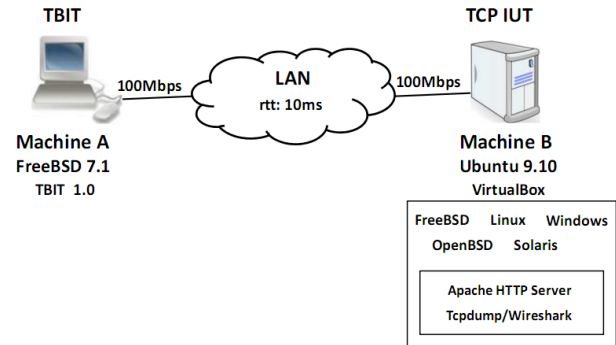 TBIT
TCP IUT
100Mbps
LAN
rtt: 10ms
100Mbps
Machine A
FreeBSD 7.1
TBIT 1.0
Machine B
Ubuntu 9.10
VirtualBox
FreeBSD Linux Windows
OpenBSD Solaris
Apache HTTP Server
Tcpdump/Wireshark